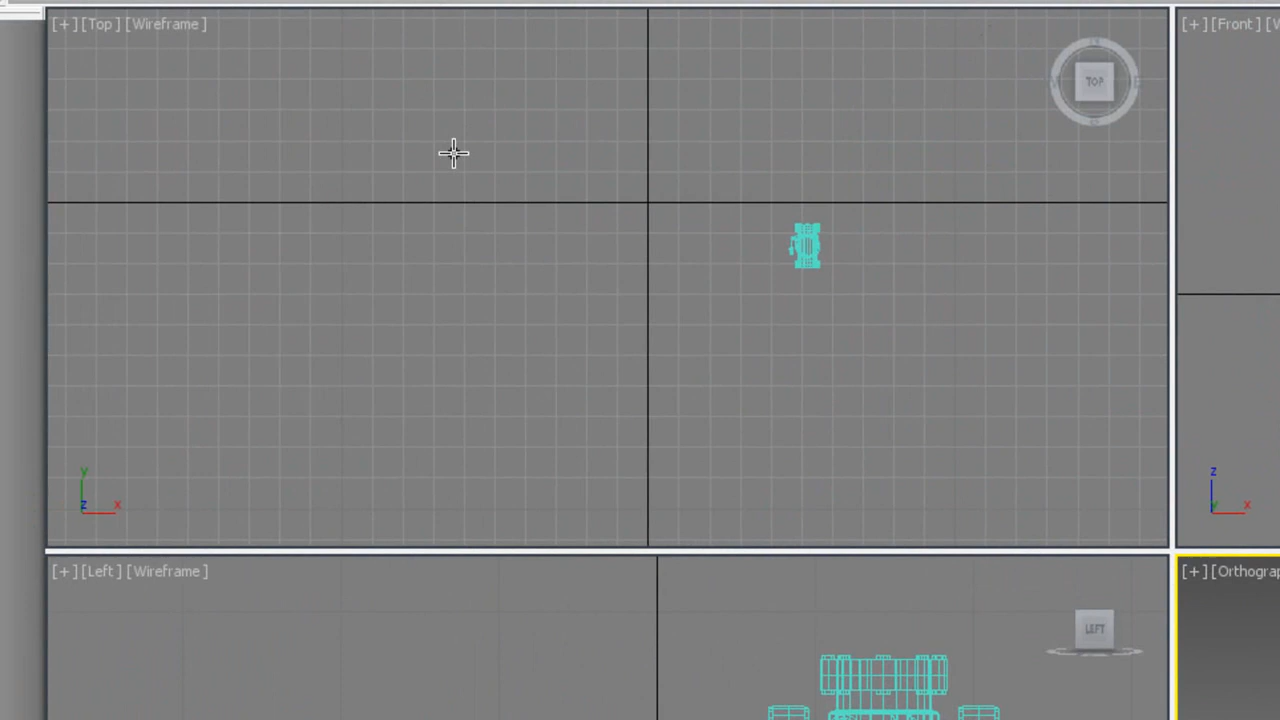 [+] [Top ] [Wireframe ]
[+] [Front ] [W
TOP
y
z x
z
y x
[+] [Left ] [Wireframe ]
[+] [Orthograp
LEFT